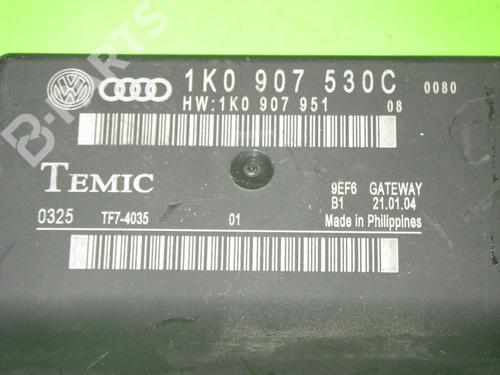 1K0 907 530C 0080
HW:1K0 907 951 08
TEMIC
9EF6 GATEWAY
B1 21.01.04
0325 TF7-4035 01 Made in Philippines
B-PARTS